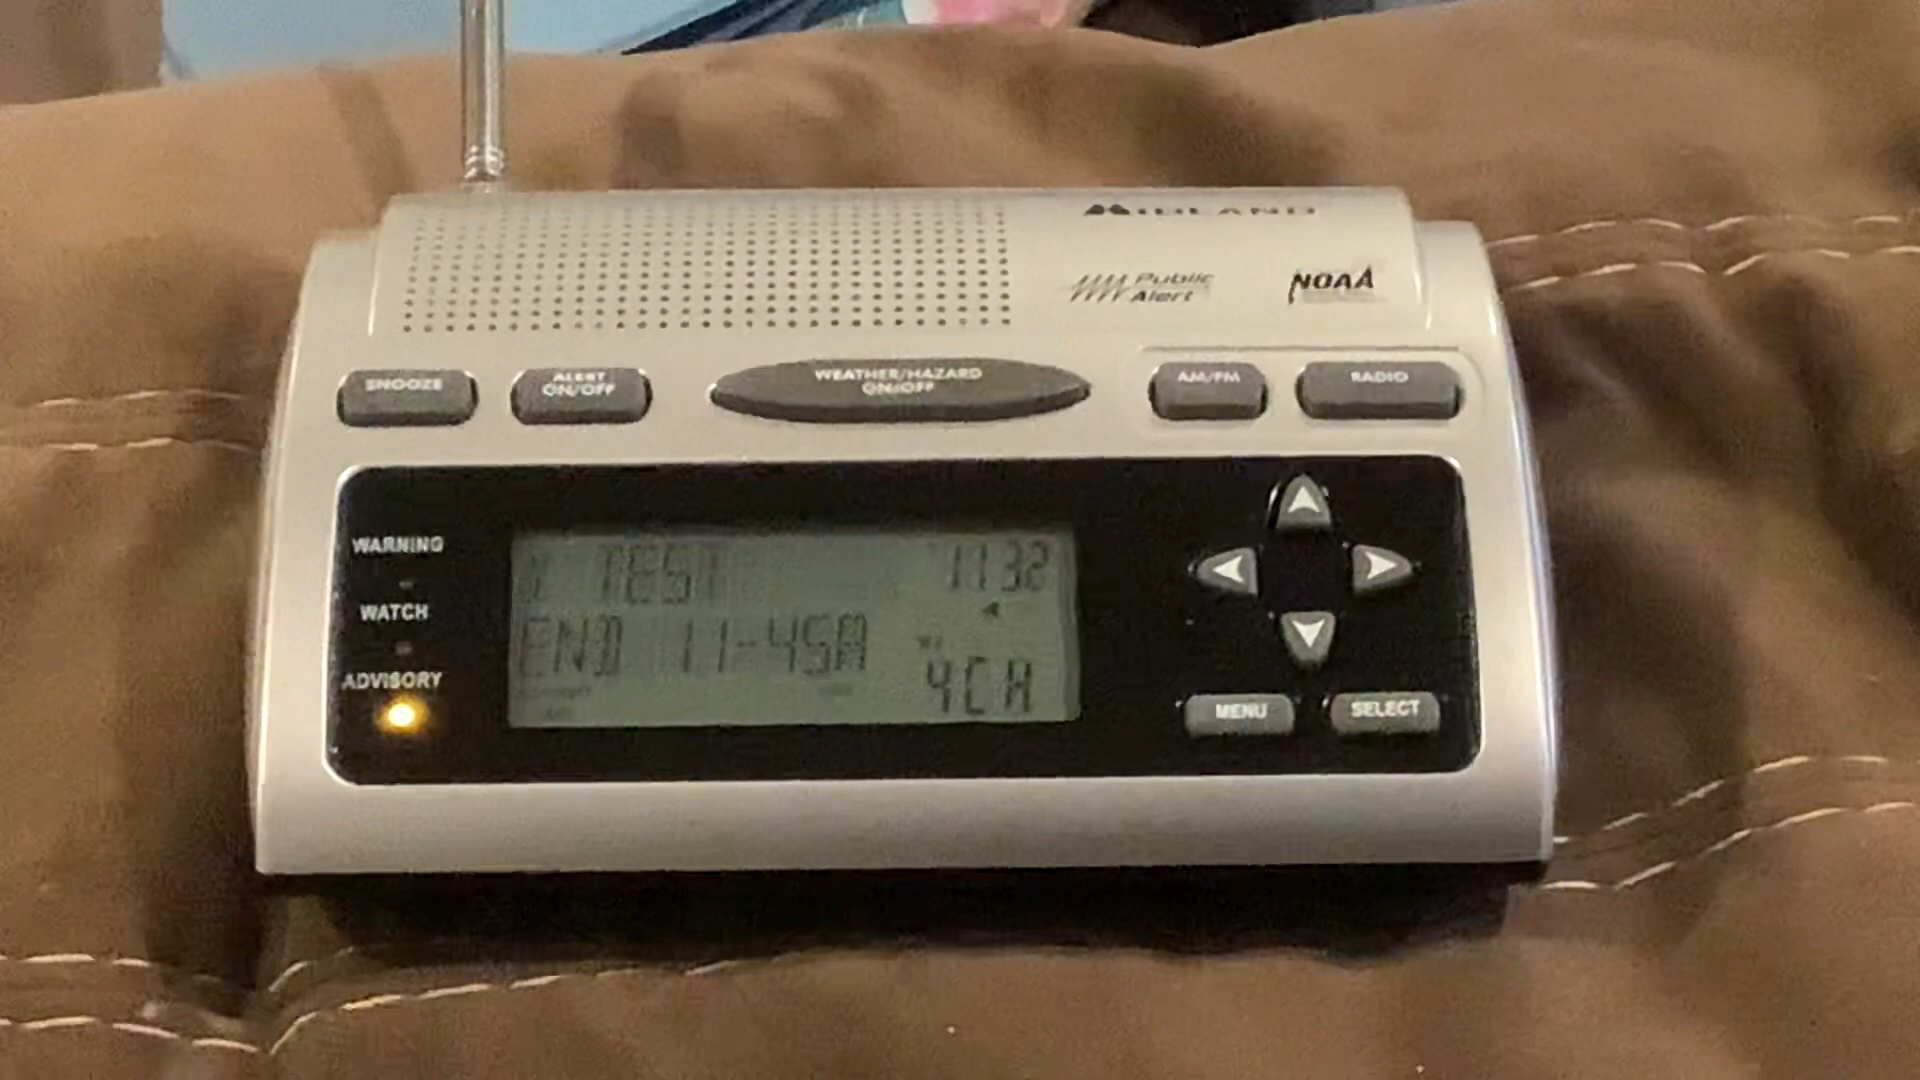 MIDLAND
Public
Alert
NOAA
SNOOZE
ALERT
ON/OFF
WEATHER/HAZARD
ON/OFF
AM/FM
RADIO
WARNING
WATCH
ADVISORY
TEST 11 32
END 11-45A
4CH
MENU
SELECT